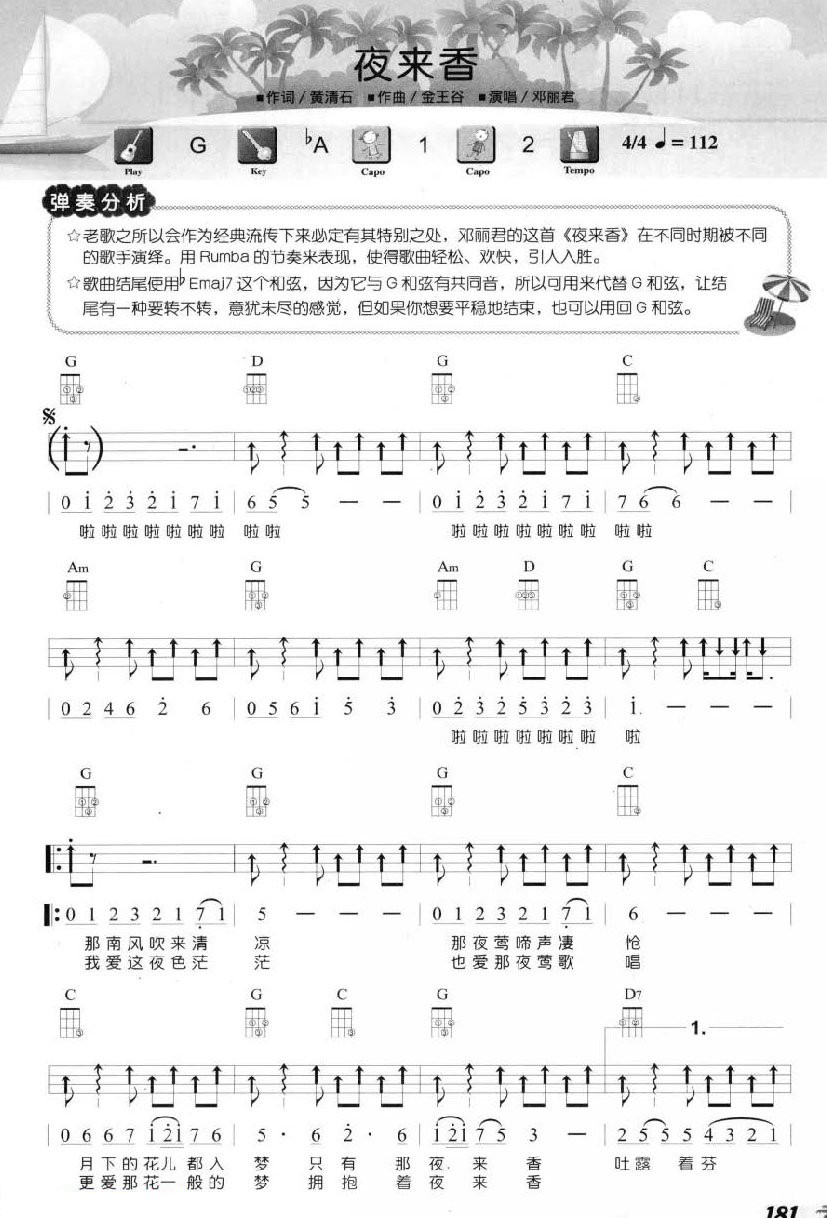 夜来香
■作词/黄清石 ■作曲/金玉谷 ■演唱/邓丽君
Play G Key ♭A Capo 1 Capo 2 Tempo 4/4 ♩=112
弹奏分析
☆老歌之所以会作为经典流传下来必定有其特别之处，邓丽君的这首《夜来香》在不同时期被不同
的歌手演绎。用 Rumba 的节奏来表现，使得歌曲轻松、欢快，引人入胜。
☆歌曲结尾使用♭Emaj7 这个和弦，因为它与 G 和弦有共同音，所以可用来代替 G 和弦，让结
尾有一种要转不转，意犹未尽的感觉，但如果你想要平稳地结束，也可以用回 G 和弦。
G D G C
0 1 2 3 2 1 7 1 | 6 5 5 — — | 0 1 2 3 2 1 7 1 | 7 6 6 — —
啦 啦 啦 啦 啦 啦 啦 啦 啦 啦 啦 啦 啦 啦 啦 啦 啦 啦
Am G Am D G C
0 2 4 6 2 6 | 0 5 6 1 5 3 | 0 2 3 2 5 3 2 3 | 1. — — —
啦 啦 啦 啦 啦 啦 啦 啦
G G G C
0 1 2 3 2 1 7 1 | 5 — — — | 0 1 2 3 2 1 7 1 | 6 — — —
那 南 风 吹 来 清 凉 那 夜 莺 啼 声 凄 怆
我 爱 这 夜 色 茫 茫 也 爱 那 夜 莺 歌 唱
C G C G D7
1.
0 6 6 7 1 2 1 7 6 | 5 · 6 2 · 6 | 1 2 1 7 5 3 — | 2 5 5 5 4 3 2 1
月 下 的 花 儿 都 入 梦 只 有 那 夜. 来 香 吐 露 着 芬
更 爱 那 花 一 般 的 梦 拥 抱 着 夜 来 香
181